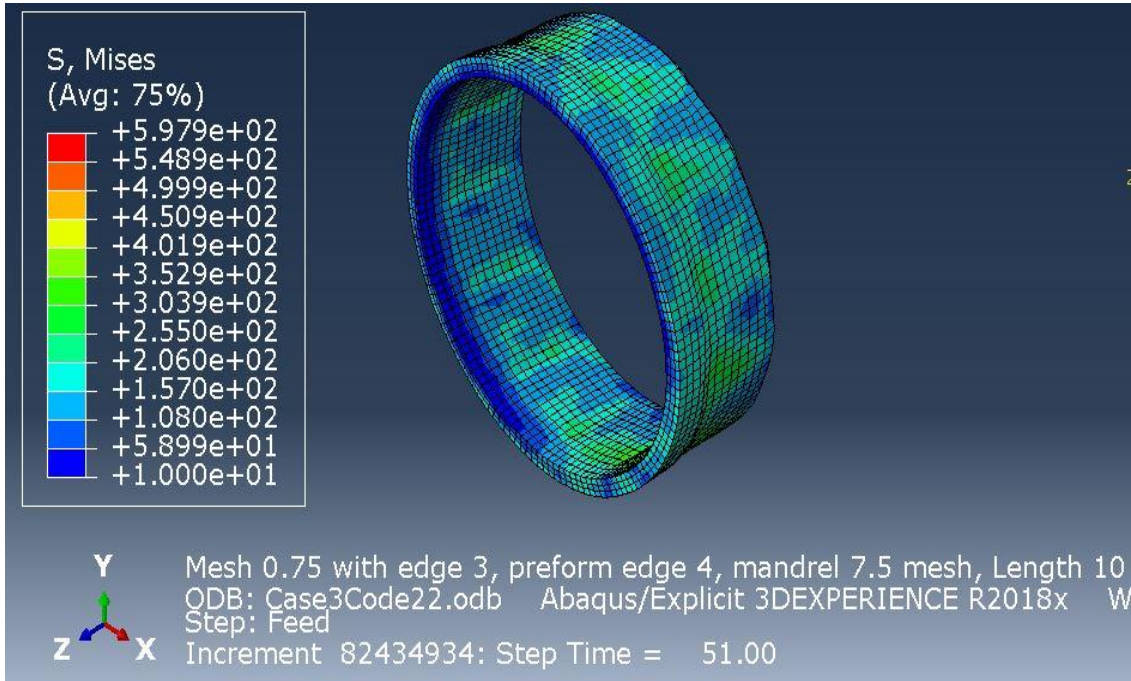 S, Mises
(Avg: 75%)
+5.979e+02
+5.489e+02
+4.999e+02
+4.509e+02
+4.019e+02
+3.529e+02
+3.039e+02
+2.550e+02
+2.060e+02
+1.570e+02
+1.080e+02
+5.899e+01
+1.000e+01
Z
Y
Z X
Mesh 0.75 with edge 3, preform edge 4, mandrel 7.5 mesh, Length 10
ODB: Case3Code22.odb Abaqus/Explicit 3DEXPERIENCE R2018x W
Step: Feed
Increment 82434934: Step Time = 51.00